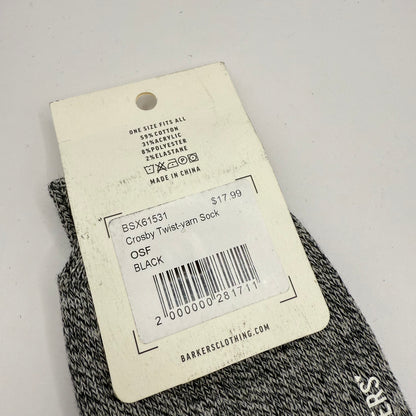 ONE SIZE FITS ALL
59% COTTON
31% ACRYLIC
8% POLYESTER
2% ELASTANE
MADE IN CHINA
BSX61531 $17.99
Crosby Twist-yarn Sock
OSF
BLACK
2 000000 281711
BARKERSCLOTHING.COM
ERS